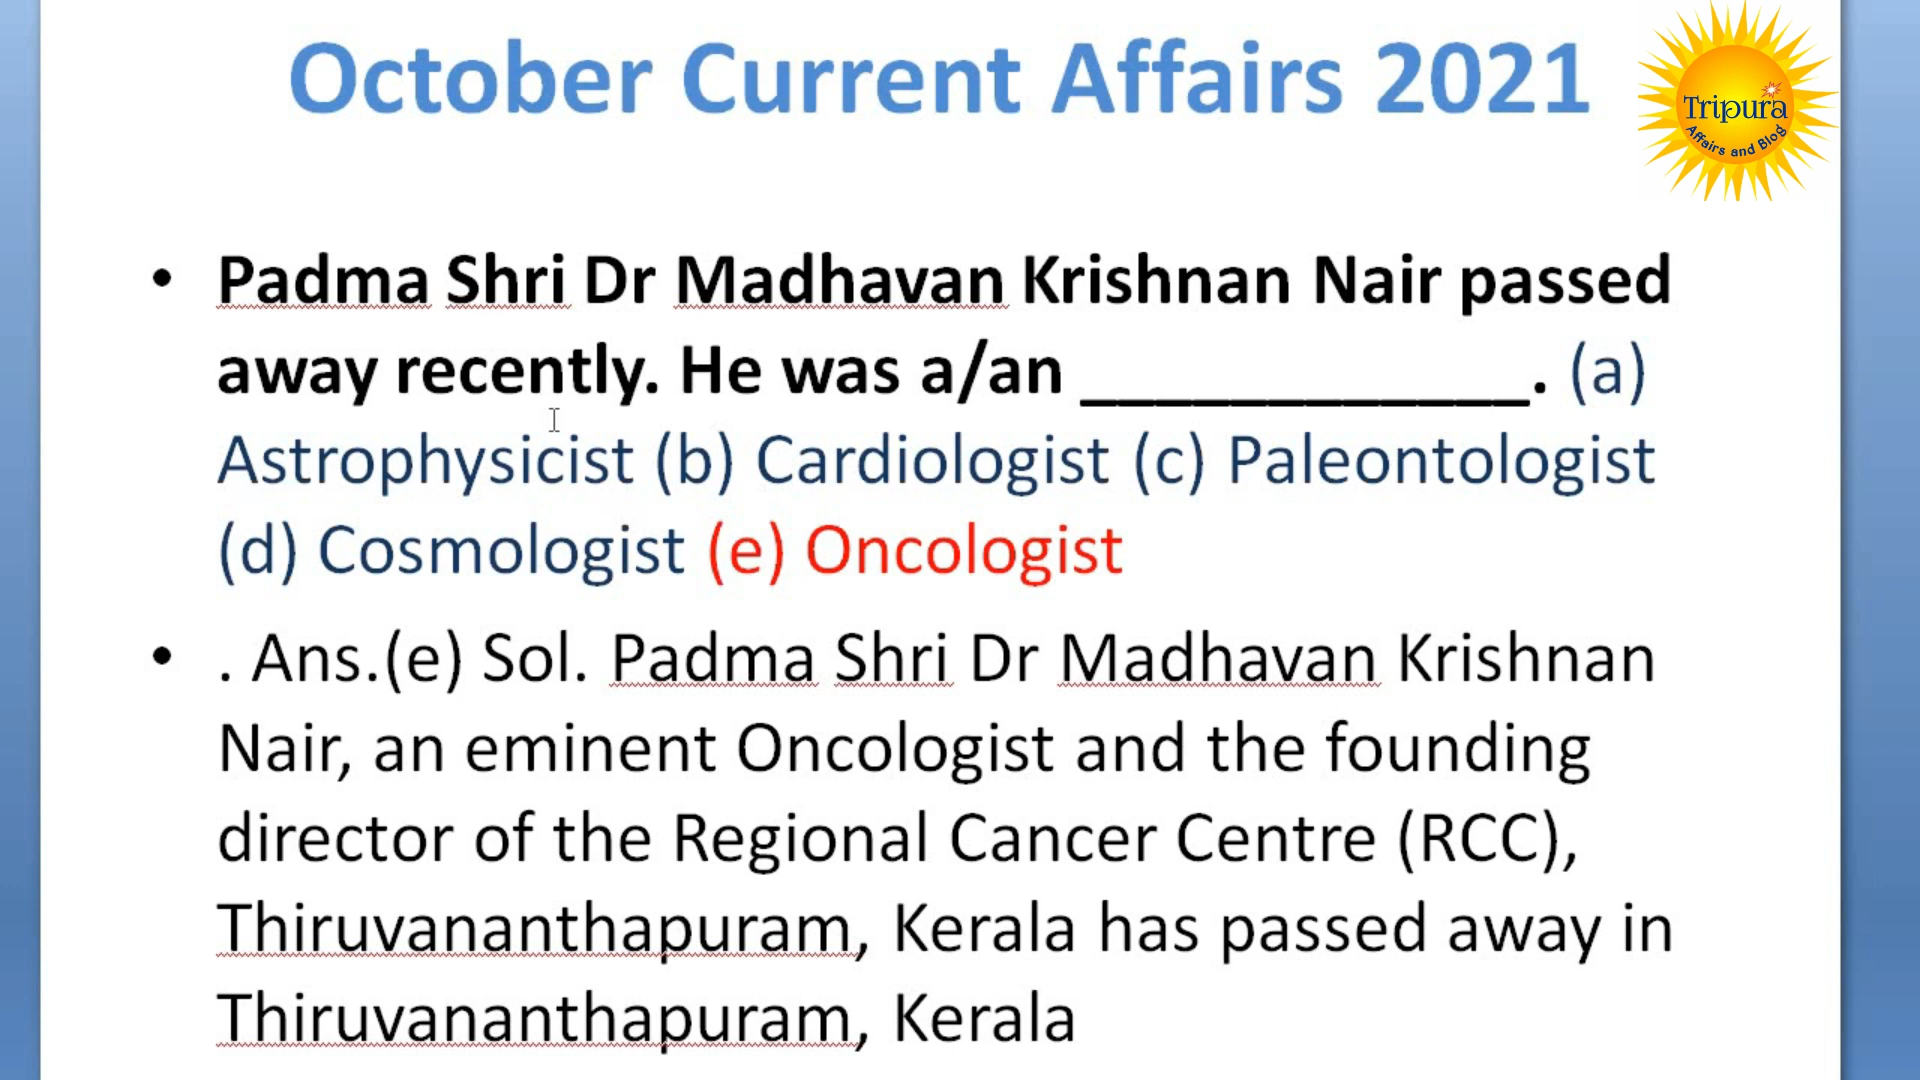 October Current Affairs 2021
Tripura
Affairs and Blog
• Padma Shri Dr Madhavan Krishnan Nair passed
away recently. He was a/an ____________. (a)
Astrophysicist (b) Cardiologist (c) Paleontologist
(d) Cosmologist (e) Oncologist
• . Ans.(e) Sol. Padma Shri Dr Madhavan Krishnan
Nair, an eminent Oncologist and the founding
director of the Regional Cancer Centre (RCC),
Thiruvananthapuram, Kerala has passed away in
Thiruvananthapuram, Kerala